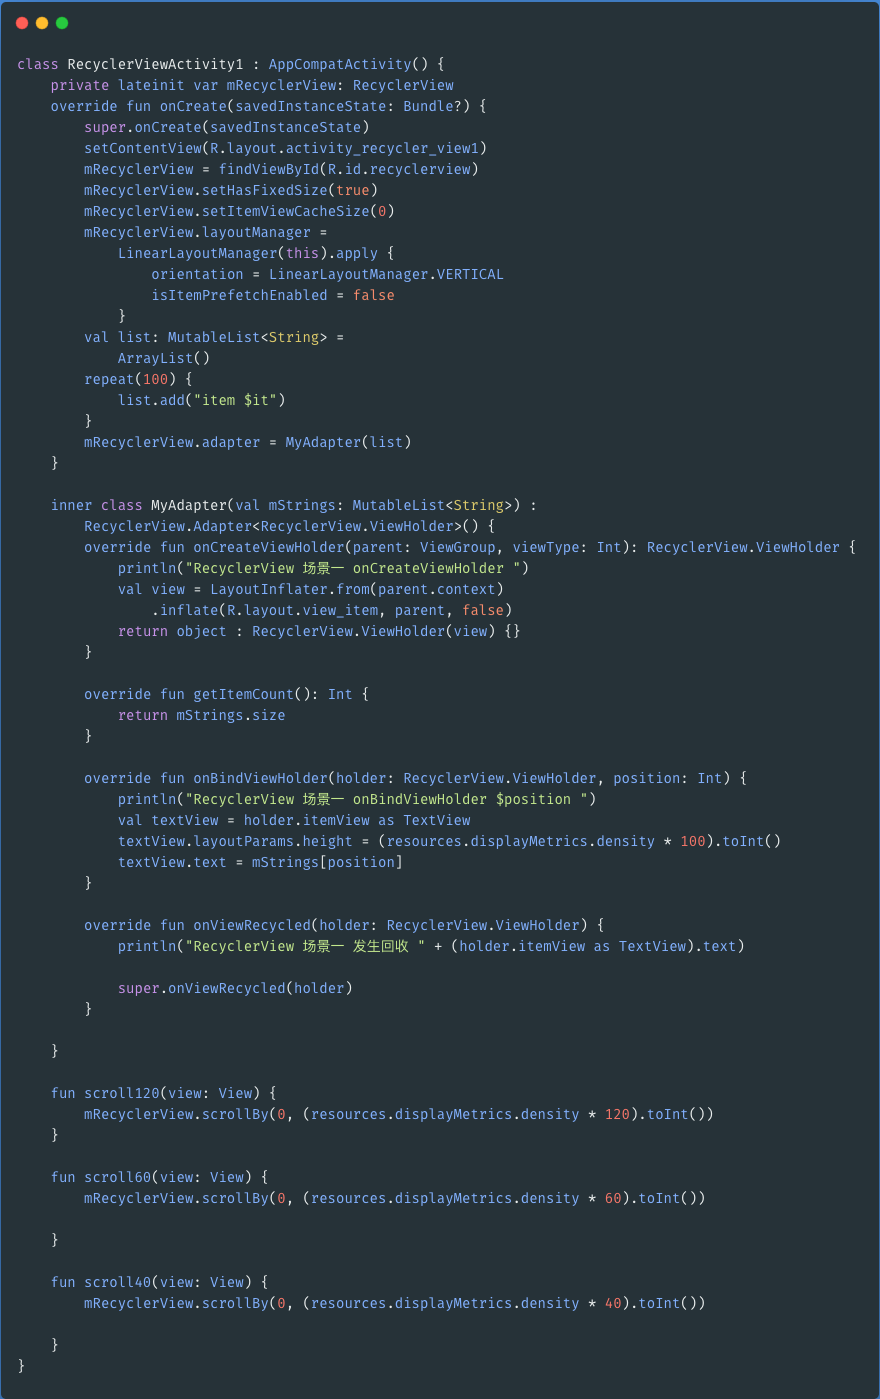 class RecyclerViewActivity1 : AppCompatActivity() {
    private lateinit var mRecyclerView: RecyclerView
    override fun onCreate(savedInstanceState: Bundle?) {
        super.onCreate(savedInstanceState)
        setContentView(R.layout.activity_recycler_view1)
        mRecyclerView = findViewById(R.id.recyclerview)
        mRecyclerView.setHasFixedSize(true)
        mRecyclerView.setItemViewCacheSize(0)
        mRecyclerView.layoutManager =
            LinearLayoutManager(this).apply {
                orientation = LinearLayoutManager.VERTICAL
                isItemPrefetchEnabled = false
            }
        val list: MutableList<String> =
            ArrayList()
        repeat(100) {
            list.add("item $it")
        }
        mRecyclerView.adapter = MyAdapter(list)
    }

    inner class MyAdapter(val mStrings: MutableList<String>) :
        RecyclerView.Adapter<RecyclerView.ViewHolder>() {
        override fun onCreateViewHolder(parent: ViewGroup, viewType: Int): RecyclerView.ViewHolder {
            println("RecyclerView 场景一 onCreateViewHolder ")
            val view = LayoutInflater.from(parent.context)
                .inflate(R.layout.view_item, parent, false)
            return object : RecyclerView.ViewHolder(view) {}
        }

        override fun getItemCount(): Int {
            return mStrings.size
        }

        override fun onBindViewHolder(holder: RecyclerView.ViewHolder, position: Int) {
            println("RecyclerView 场景一 onBindViewHolder $position ")
            val textView = holder.itemView as TextView
            textView.layoutParams.height = (resources.displayMetrics.density * 100).toInt()
            textView.text = mStrings[position]
        }

        override fun onViewRecycled(holder: RecyclerView.ViewHolder) {
            println("RecyclerView 场景一 发生回收 " + (holder.itemView as TextView).text)

            super.onViewRecycled(holder)
        }

    }

    fun scroll120(view: View) {
        mRecyclerView.scrollBy(0, (resources.displayMetrics.density * 120).toInt())
    }

    fun scroll60(view: View) {
        mRecyclerView.scrollBy(0, (resources.displayMetrics.density * 60).toInt())

    }

    fun scroll40(view: View) {
        mRecyclerView.scrollBy(0, (resources.displayMetrics.density * 40).toInt())

    }
}